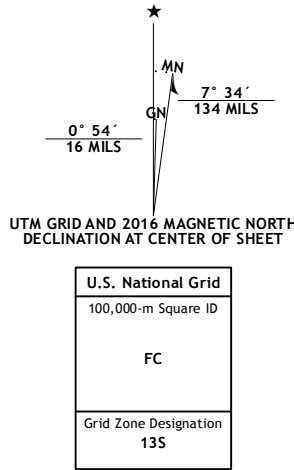 MN
7° 34´
134 MILS
GN
0° 54´
16 MILS
UTM GRID AND 2016 MAGNETIC NORTH
DECLINATION AT CENTER OF SHEET
U.S. National Grid
100,000-m Square ID
FC
Grid Zone Designation
13S